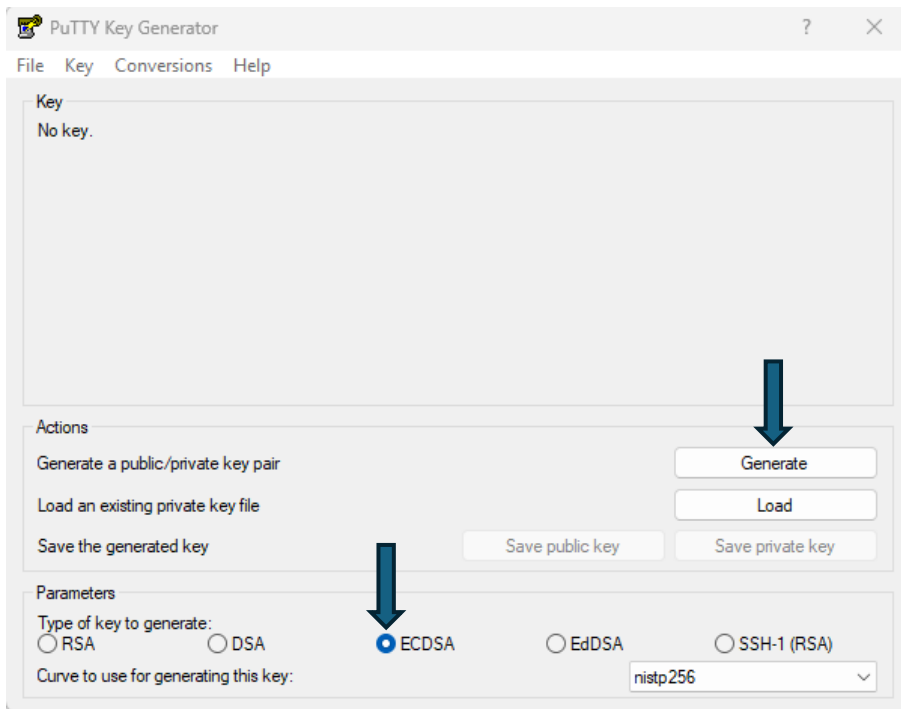 PuTTY Key Generator ?
File Key Conversions Help
Key
No key.
Actions
Generate a public/private key pair Generate
Load an existing private key file Load
Save the generated key Save public key Save private key
Parameters
Type of key to generate:
RSA DSA ECDSA EdDSA SSH-1 (RSA)
Curve to use for generating this key: nistp256